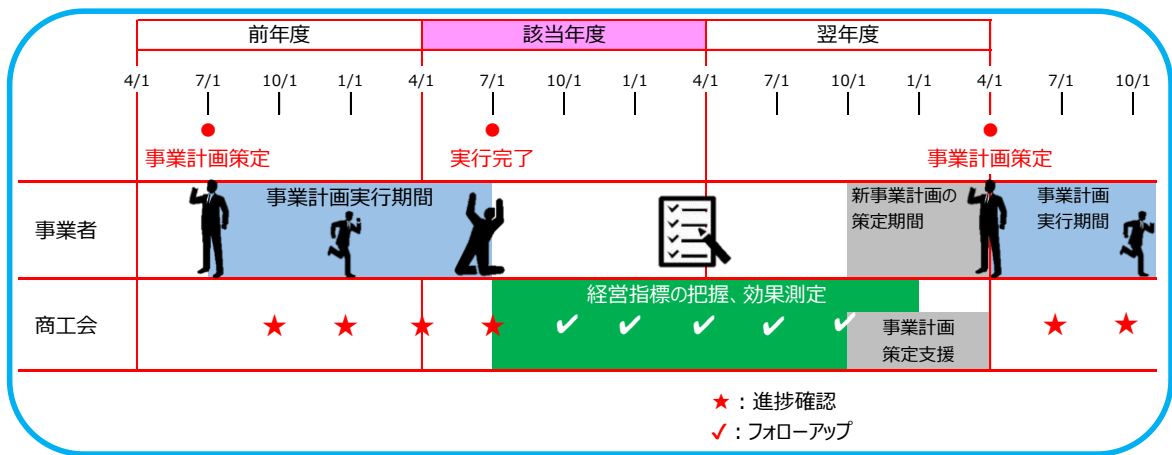 前年度 該当年度 翌年度
4/1 7/1 10/1 1/1 4/1 7/1 10/1 1/1 4/1 7/1 10/1 1/1 4/1 7/1 10/1
事業計画策定 実行完了 事業計画策定
事業者
事業計画実行期間
新事業計画の
策定期間
事業計画
実行期間
商工会
経営指標の把握、効果測定
事業計画
策定支援
★：進捗確認
✓：フォローアップ